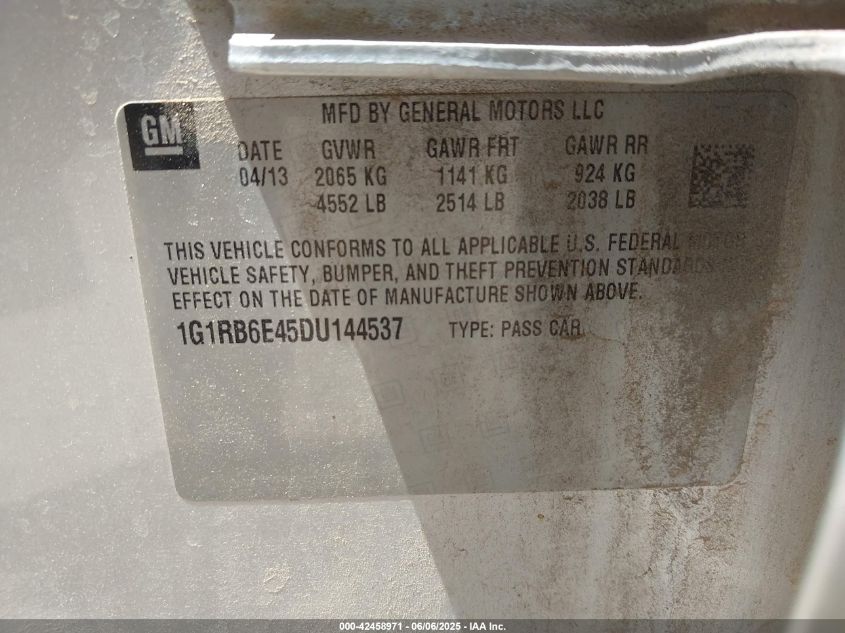 MFD BY GENERAL MOTORS LLC
GM
DATE GVWR GAWR FRT GAWR RR
04/13 2065 KG 1141 KG 924 KG
4552 LB 2514 LB 2038 LB
THIS VEHICLE CONFORMS TO ALL APPLICABLE U.S. FEDERAL MOTOR
VEHICLE SAFETY, BUMPER, AND THEFT PREVENTION STANDARDS
EFFECT ON THE DATE OF MANUFACTURE SHOWN ABOVE.
1G1RB6E45DU144537 TYPE: PASS CAR
000-42458971 - 06/06/2025 - IAA Inc.